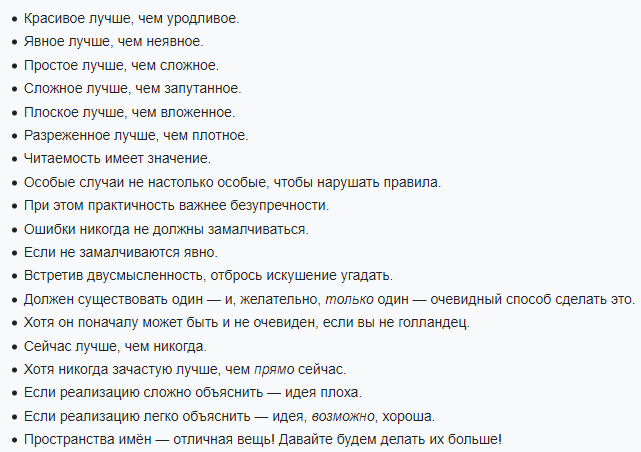 • Красивое лучше, чем уродливое.
• Явное лучше, чем неявное.
• Простое лучше, чем сложное.
• Сложное лучше, чем запутанное.
• Плоское лучше, чем вложенное.
• Разреженное лучше, чем плотное.
• Читаемость имеет значение.
• Особые случаи не настолько особые, чтобы нарушать правила.
• При этом практичность важнее безупречности.
• Ошибки никогда не должны замалчиваться.
• Если не замалчиваются явно.
• Встретив двусмысленность, отбрось искушение угадать.
• Должен существовать один — и, желательно, только один — очевидный способ сделать это.
• Хотя он поначалу может быть и не очевиден, если вы не голландец.
• Сейчас лучше, чем никогда.
• Хотя никогда зачастую лучше, чем прямо сейчас.
• Если реализацию сложно объяснить — идея плоха.
• Если реализацию легко объяснить — идея, возможно, хороша.
• Пространства имён — отличная вещь! Давайте будем делать их больше!